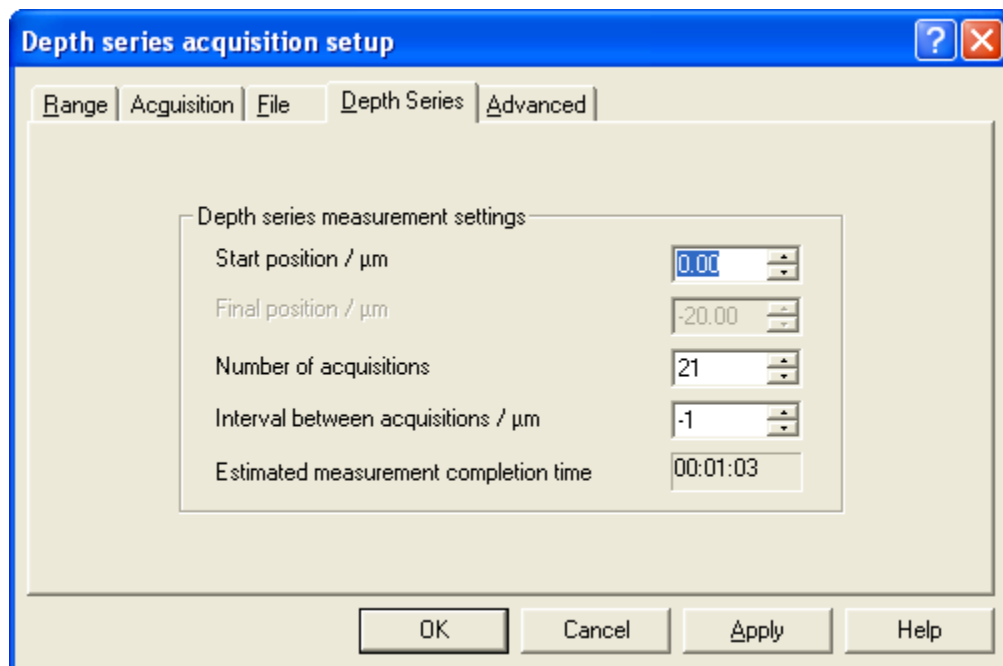 Depth series acquisition setup
Range Acquisition File Depth Series Advanced
Depth series measurement settings
Start position / µm 0.00
Final position / µm -20.00
Number of acquisitions 21
Interval between acquisitions / µm -1
Estimated measurement completion time 00:01:03
OK Cancel Apply Help